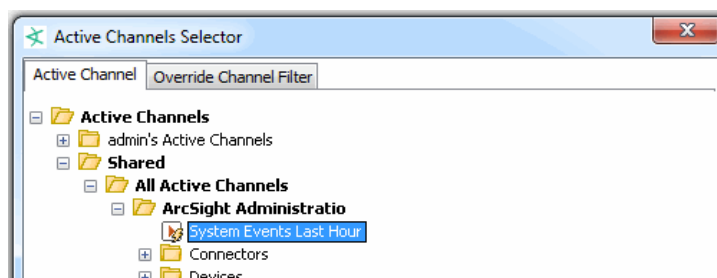 Active Channels Selector
Active Channel Override Channel Filter
Active Channels
admin's Active Channels
Shared
All Active Channels
ArcSight Administratio
System Events Last Hour
Connectors
Devices